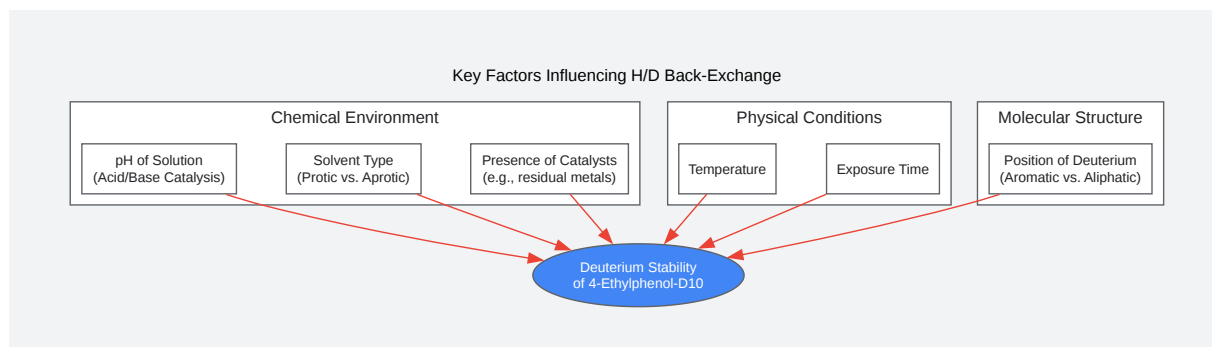 Key Factors Influencing H/D Back-Exchange
Chemical Environment
pH of Solution
(Acid/Base Catalysis)
Solvent Type
(Protic vs. Aprotic)
Presence of Catalysts
(e.g., residual metals)
Physical Conditions
Temperature
Exposure Time
Molecular Structure
Position of Deuterium
(Aromatic vs. Aliphatic)
Deuterium Stability
of 4-Ethylphenol-D10